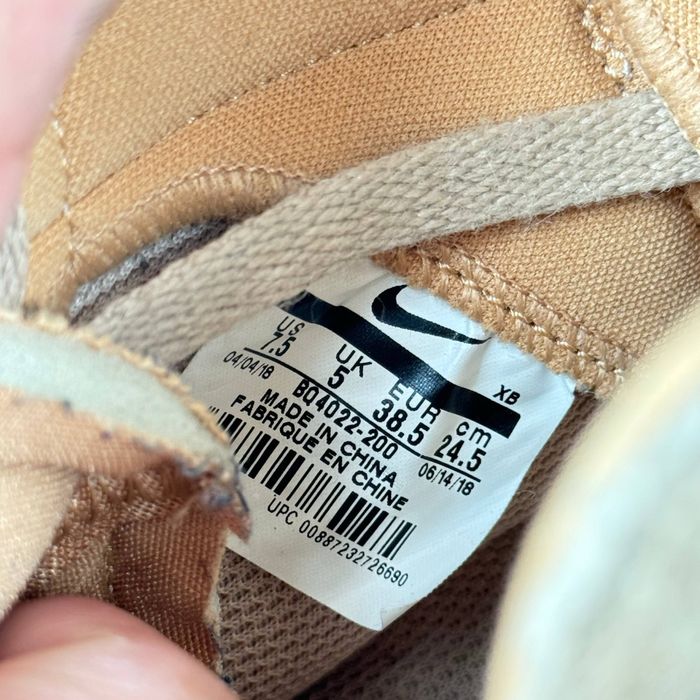 US UK EUR cm
7.5 5 38.5 24.5
04/04/18 BQ4022-200 06/14/18
XB
MADE IN CHINA
FABRIQUE EN CHINE
UPC 00887232726690